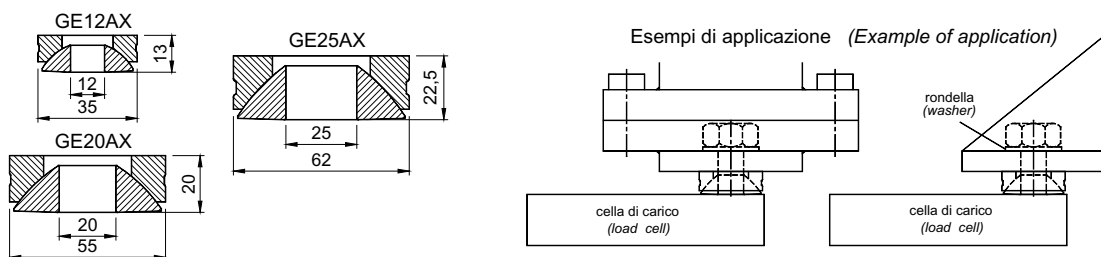 GE12AX
13
12
35
GE25AX
22,5
25
62
GE20AX
20
20
55
Esempi di applicazione (Example of application)
rondella
(washer)
cella di carico
(load cell)
cella di carico
(load cell)